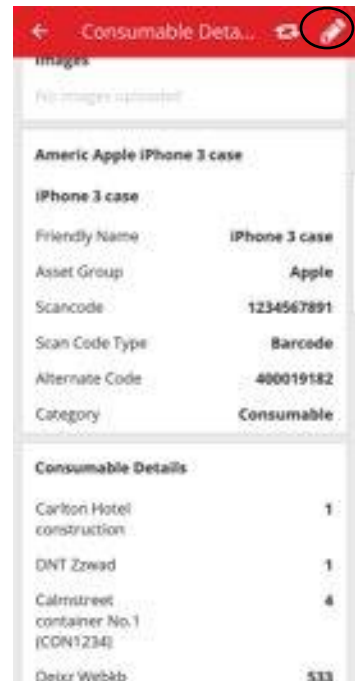 Consumable Deta...
Images
No images uploaded
Americ Apple iPhone 3 case
iPhone 3 case
Friendly Name iPhone 3 case
Asset Group Apple
Scancode 1234567891
Scan Code Type Barcode
Alternate Code 400019182
Category Consumable
Consumable Details
Carlton Hotel 1
construction
DNT Zzwad 1
Calmstreet 4
container No.1
(CON1234)
533